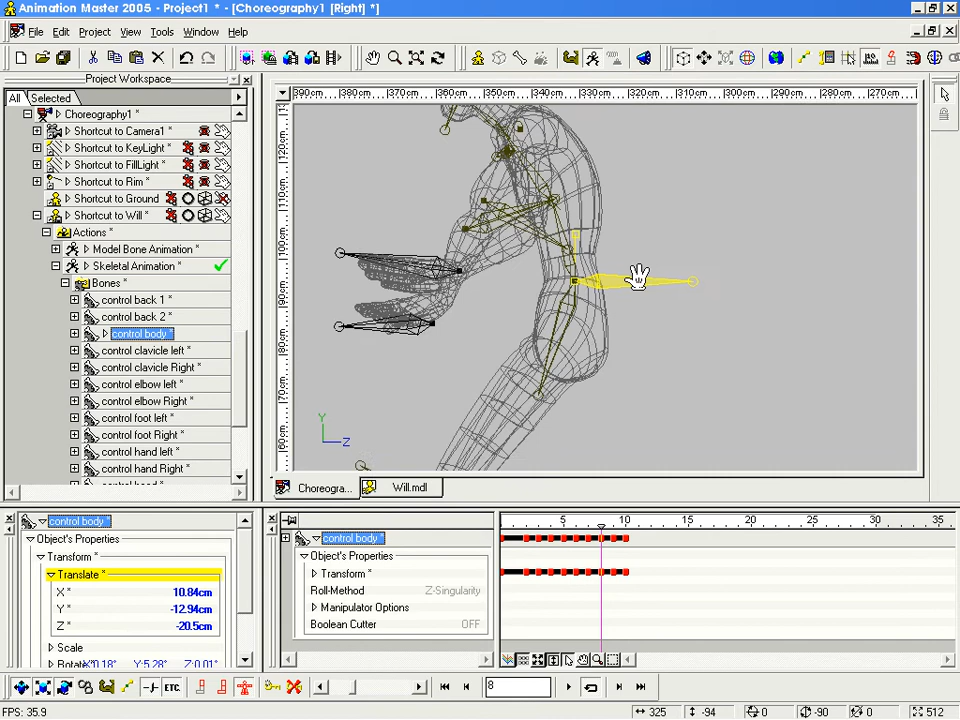 Animation Master 2005 - Project1 * - [Choreography1 [Right] *]
File Edit Project View Tools Window Help
Project Workspace
All Selected
Choreography1 *
Shortcut to Camera1 *
Shortcut to KeyLight *
Shortcut to FillLight *
Shortcut to Rim *
Shortcut to Ground
Shortcut to Will *
Actions *
Model Bone Animation *
Skeletal Animation *
Bones *
control back 1 *
control back 2 *
control body *
control clavicle left *
control clavicle Right *
control elbow left *
control elbow Right *
control foot left *
control foot Right *
control hand left *
control hand Right *
390cm 380cm 370cm 360cm 350cm 340cm 330cm 320cm 310cm 300cm 290cm 280cm 270cm
120cm
110cm
100cm
90cm
80cm
70cm
60cm
Y
Z
Choreogra... Will.mdl
control body *
Object's Properties
Transform *
Translate *
X * 10.84cm
Y * -12.94cm
Z * -20.5cm
Scale
control body *
Object's Properties
Transform *
Roll-Method Z-Singularity
Manipulator Options
Boolean Cutter OFF
5 10 15 20 25 30 35
ETC.
8
FPS: 35.9
325 -94 0 -90 0 512